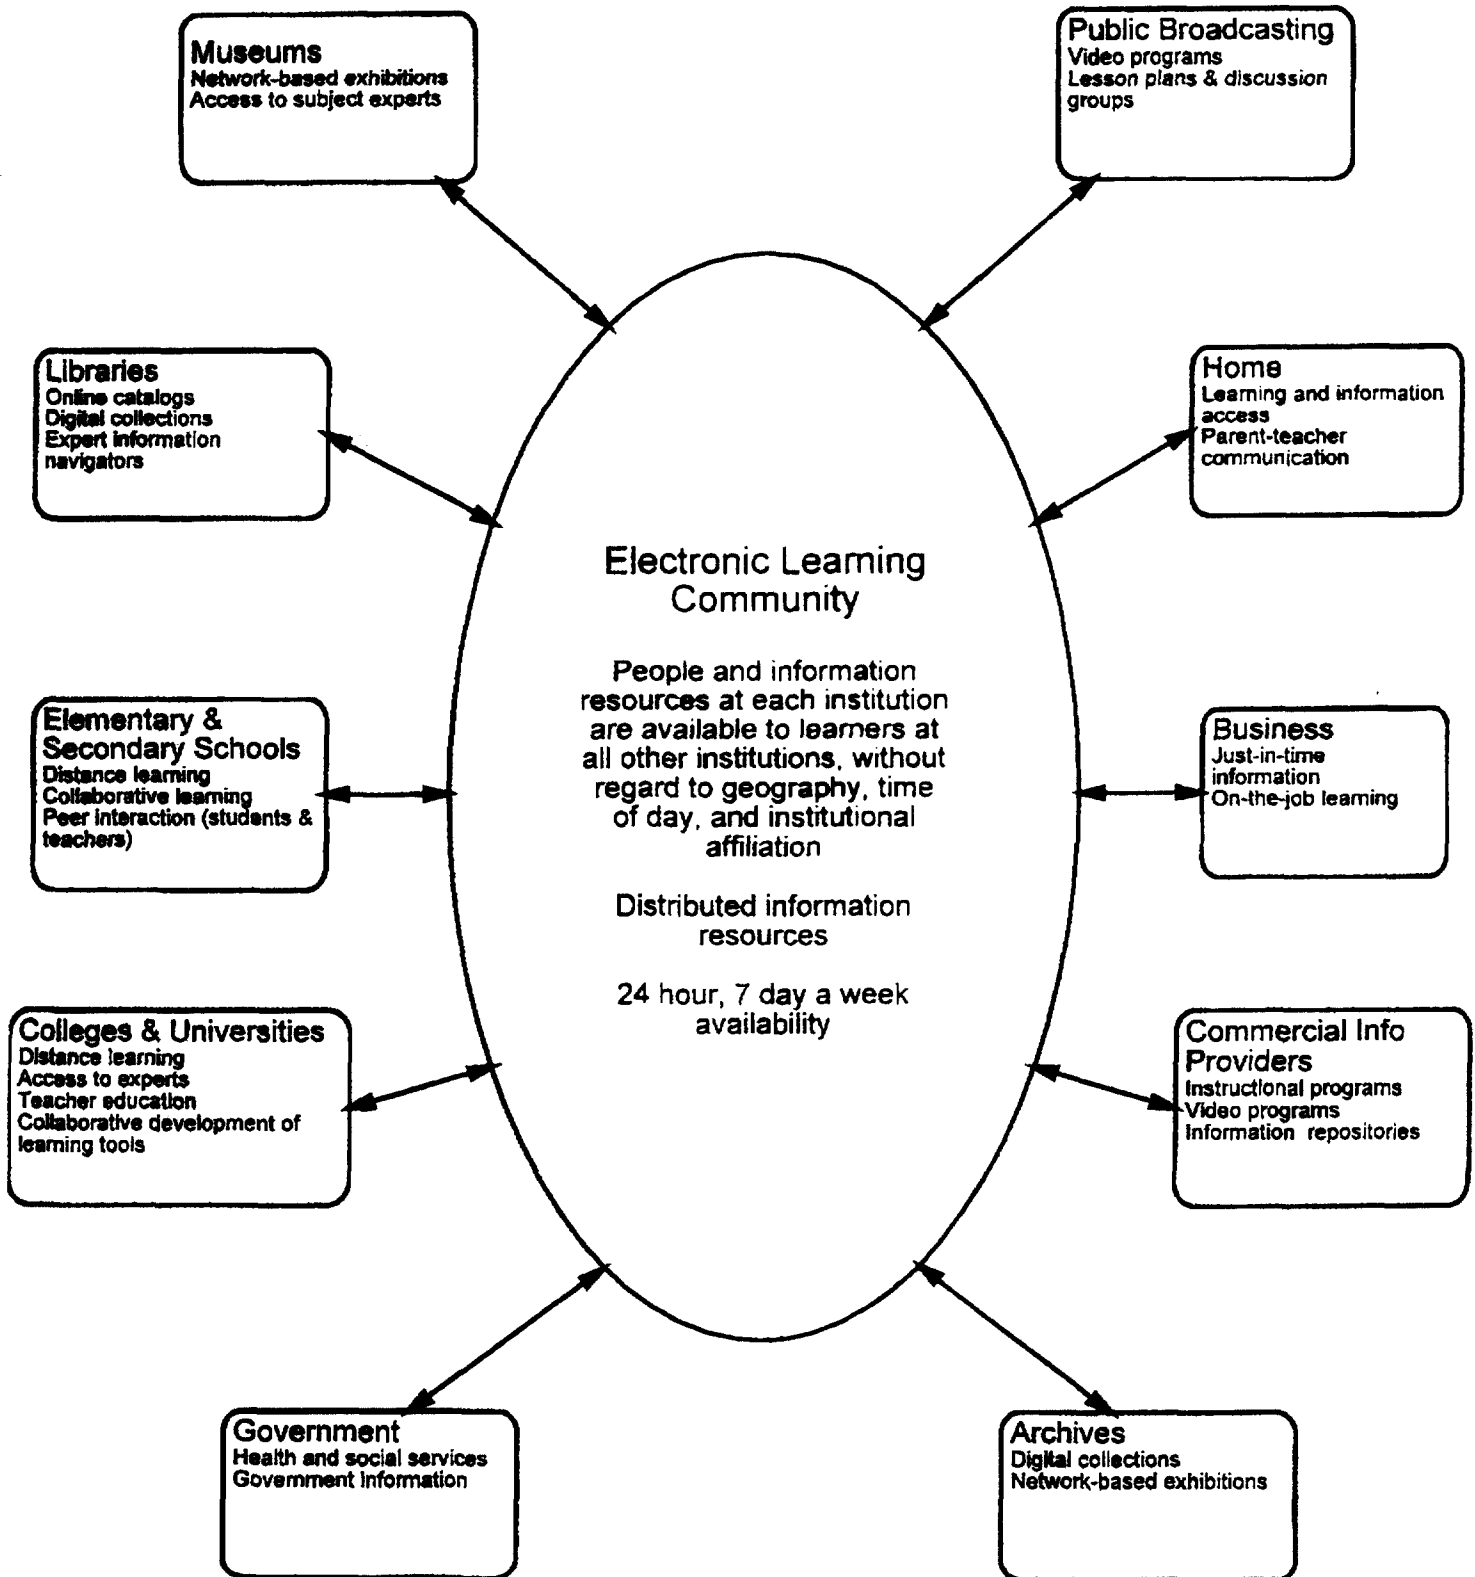 Museums
Network-based exhibitions
Access to subject experts
Public Broadcasting
Video programs
Lesson plans & discussion
groups
Libraries
Online catalogs
Digital collections
Expert information
navigators
Home
Learning and information
access
Parent-teacher
communication
Electronic Learning
Community
People and information
resources at each institution
are available to learners at
all other institutions, without
regard to geography, time
of day, and institutional
affiliation
Distributed information
resources
24 hour, 7 day a week
availability
Elementary &
Secondary Schools
Distance learning
Collaborative learning
Peer interaction (students &
teachers)
Business
Just-in-time
information
On-the-job learning
Colleges & Universities
Distance learning
Access to experts
Teacher education
Collaborative development of
learning tools
Commercial Info
Providers
Instructional programs
Video programs
Information repositories
Government
Health and social services
Government Information
Archives
Digital collections
Network-based exhibitions